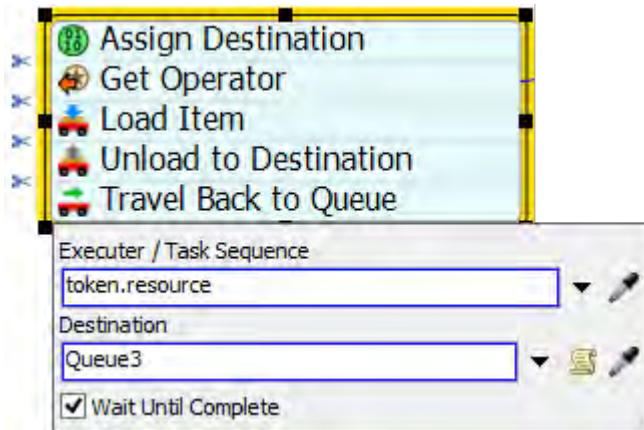 Assign Destination
Get Operator
Load Item
Unload to Destination
Travel Back to Queue
Executer / Task Sequence
token.resource
Destination
Queue3
Wait Until Complete